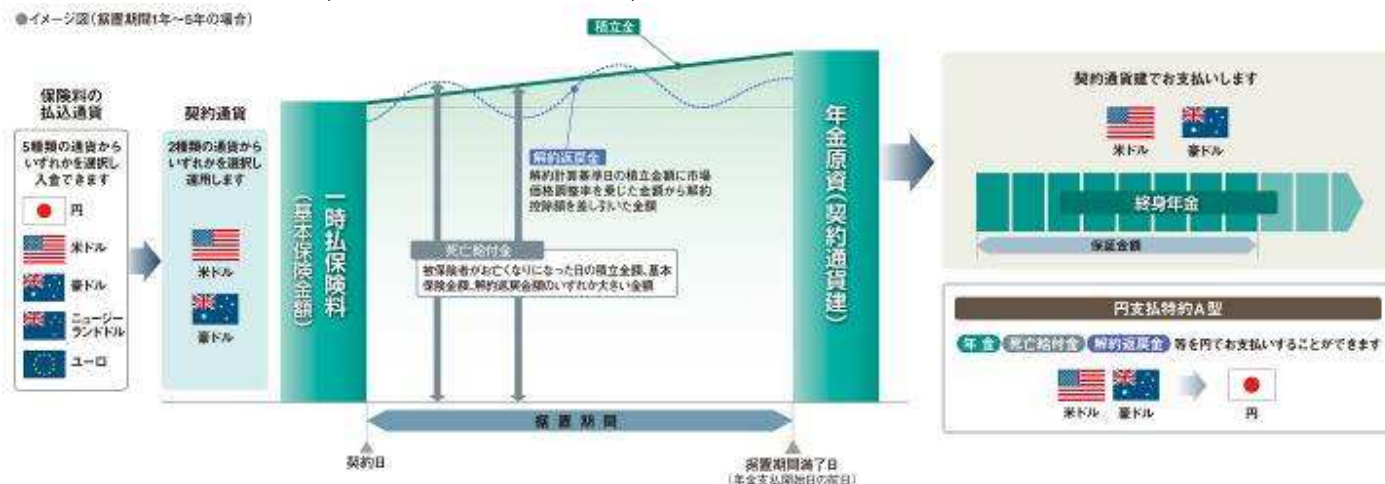 ●イメージ図(据置期間1年～5年の場合)
保険料の
払込通貨
5種類の通貨から
いずれかを選択し
入金できます
円
米ドル
豪ドル
ニュージー
ランドドル
ユーロ
契約通貨
2種類の通貨から
いずれかを選択し
運用します
米ドル
豪ドル
一時払保険料
(基本保険金額)
積立金
解約返戻金
解約計算基準日の積立金額に市場
価格調整率を乗じた金額から解約
控除額を差し引いた金額
死亡給付金
被保険者がお亡くなりになった日の積立金額、基本
保険金額、解約返戻金額のいずれか大きい金額
据置期間
契約日
据置期間満了日
(年金支払開始日の前日)
年金原資(契約通貨建)
契約通貨建でお支払いします
米ドル
豪ドル
終身年金
保証金額
円支払特約A型
年金 死亡給付金 解約返戻金 等を円でお支払いすることができます
米ドル
豪ドル
円